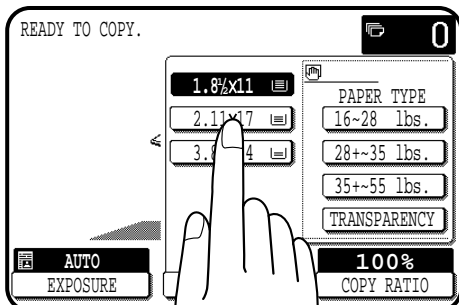 READY TO COPY.
0
1.8½x11
2.11x17
3.8 4
PAPER TYPE
16~28 lbs.
28+~35 lbs.
35+~55 lbs.
TRANSPARENCY
AUTO
EXPOSURE
100%
COPY RATIO